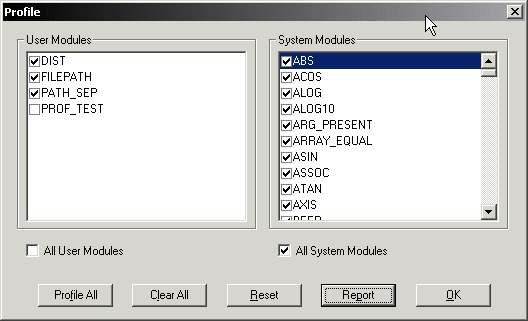 Profile
User Modules
DIST
FILEPATH
PATH_SEP
PROF_TEST
All User Modules
System Modules
ABS
ACOS
ALOG
ALOG10
ARG_PRESENT
ARRAY_EQUAL
ASIN
ASSOC
ATAN
AXIS
All System Modules
Profile All
Clear All
Reset
Report
OK